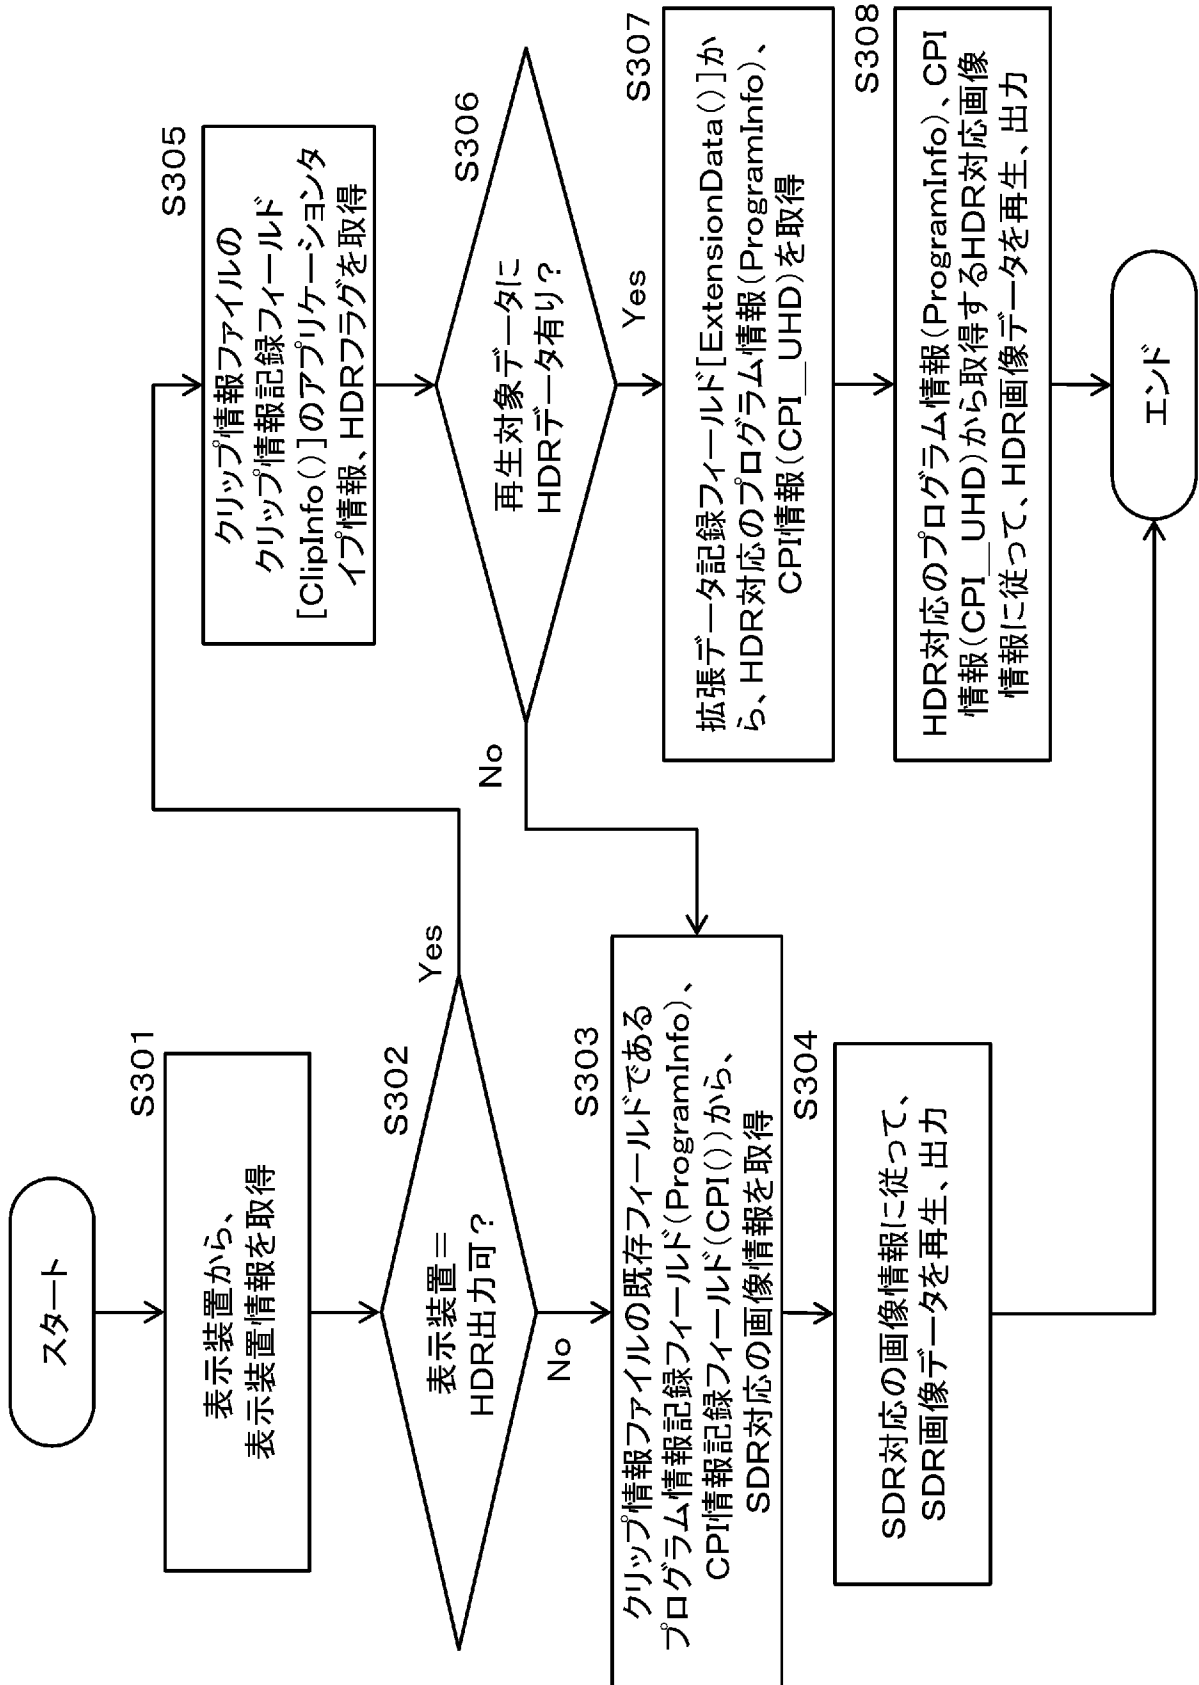 スタート
S301
表示装置から、
表示装置情報を取得
S302
表示装置＝
HDR出力可？
Yes
No
S303
クリップ情報ファイルの既存フィールドである
プログラム情報記録フィールド(ProgramInfo)、
CPI情報記録フィールド(CPI())から、
SDR対応の画像情報を取得
S304
SDR対応の画像情報に従って、
SDR画像データを再生、出力
S305
クリップ情報ファイルの
クリップ情報記録フィールド
[ClipInfo()]のアプリケーションタ
イプ情報、HDRフラグを取得
S306
再生対象データに
HDRデータ有り？
No
Yes
S307
拡張データ記録フィールド[ExtensionData()]か
ら、HDR対応のプログラム情報(ProgramInfo)、
CPI情報(CPI_UHD)を取得
S308
HDR対応のプログラム情報(ProgramInfo)、CPI
情報(CPI_UHD)から取得するHDR対応画像
情報に従って、HDR画像データを再生、出力
エンド